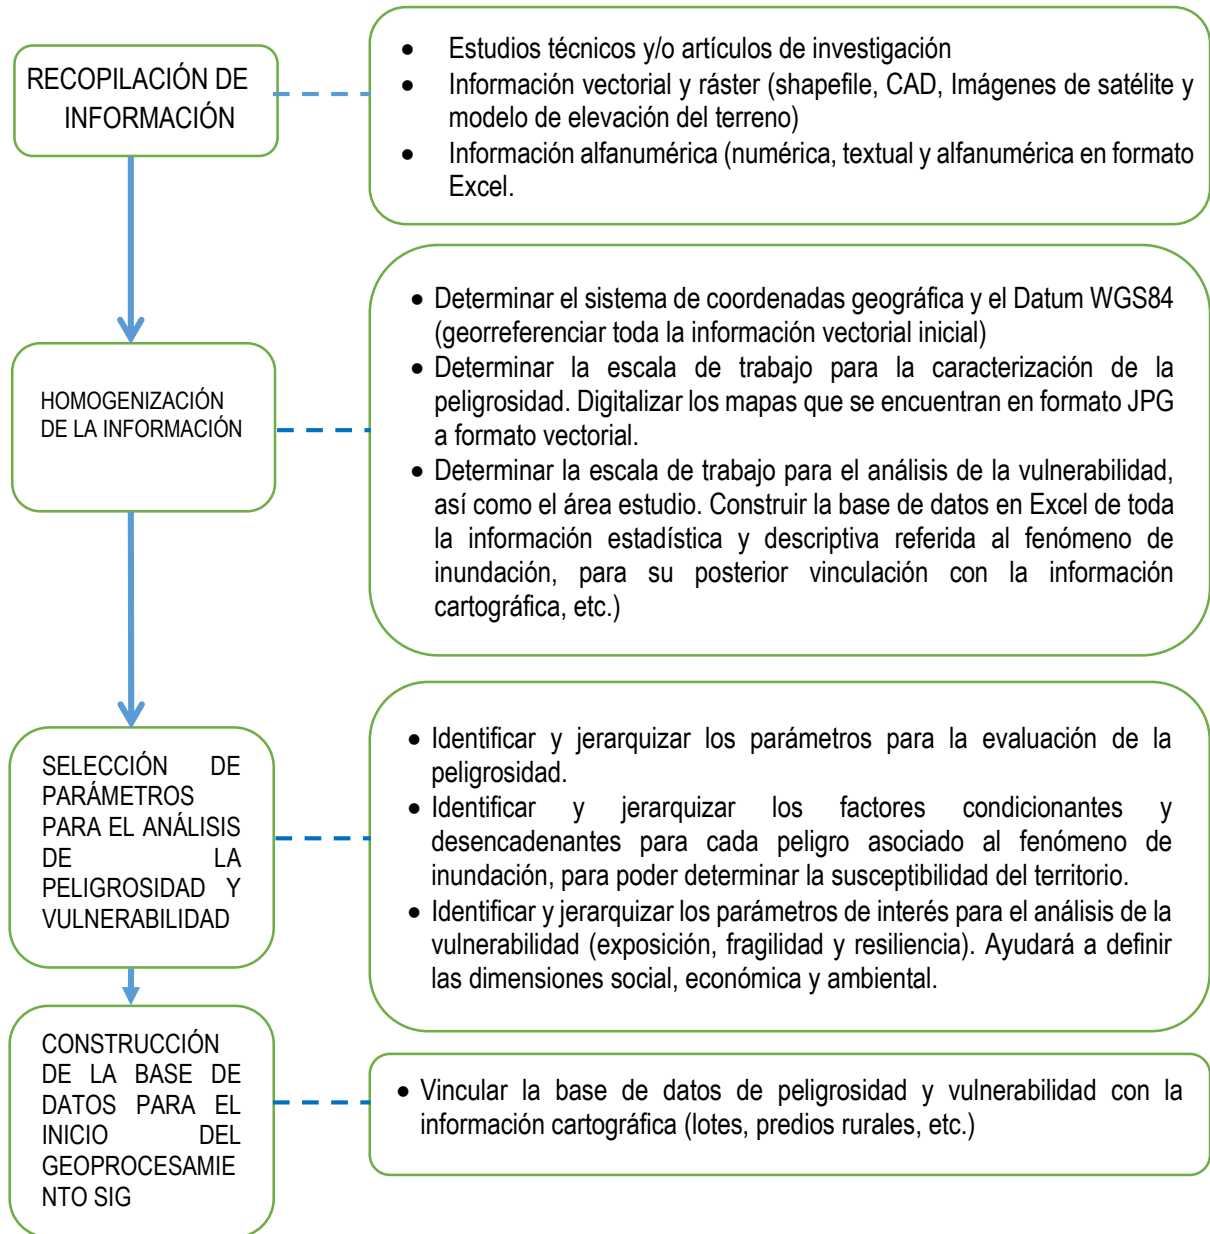 RECOPILACIÓN DE
INFORMACIÓN
• Estudios técnicos y/o artículos de investigación
• Información vectorial y ráster (shapefile, CAD, Imágenes de satélite y
modelo de elevación del terreno)
• Información alfanumérica (numérica, textual y alfanumérica en formato
Excel.
HOMOGENIZACIÓN
DE LA INFORMACIÓN
• Determinar el sistema de coordenadas geográfica y el Datum WGS84
(georreferenciar toda la información vectorial inicial)
• Determinar la escala de trabajo para la caracterización de la
peligrosidad. Digitalizar los mapas que se encuentran en formato JPG
a formato vectorial.
• Determinar la escala de trabajo para el análisis de la vulnerabilidad,
así como el área estudio. Construir la base de datos en Excel de toda
la información estadística y descriptiva referida al fenómeno de
inundación, para su posterior vinculación con la información
cartográfica, etc.)
SELECCIÓN DE
PARÁMETROS
PARA EL ANÁLISIS
DE LA
PELIGROSIDAD Y
VULNERABILIDAD
• Identificar y jerarquizar los parámetros para la evaluación de la
peligrosidad.
• Identificar y jerarquizar los factores condicionantes y
desencadenantes para cada peligro asociado al fenómeno de
inundación, para poder determinar la susceptibilidad del territorio.
• Identificar y jerarquizar los parámetros de interés para el análisis de la
vulnerabilidad (exposición, fragilidad y resiliencia). Ayudará a definir
las dimensiones social, económica y ambiental.
CONSTRUCCIÓN
DE LA BASE DE
DATOS PARA EL
INICIO DEL
GEOPROCESAMIE
NTO SIG
• Vincular la base de datos de peligrosidad y vulnerabilidad con la
información cartográfica (lotes, predios rurales, etc.)